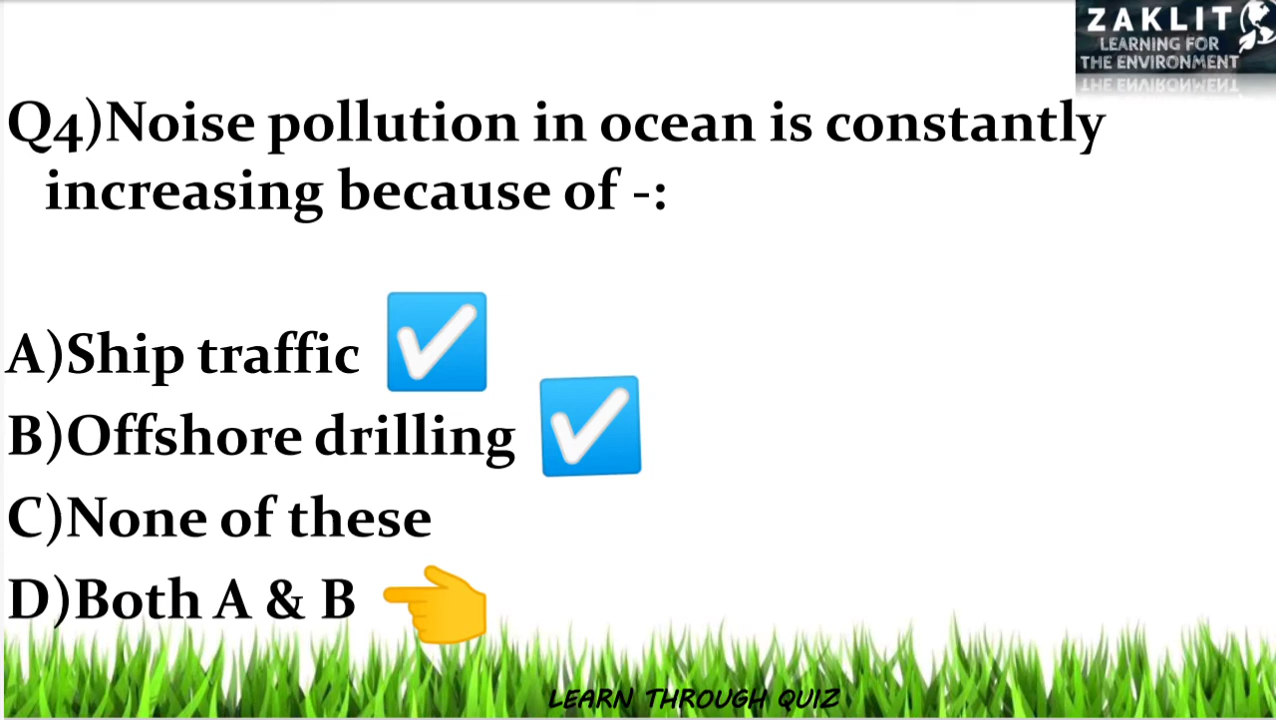 ZAKLIT
LEARNING FOR
THE ENVIRONMENT
Q4)Noise pollution in ocean is constantly
increasing because of -:
A)Ship traffic
B)Offshore drilling
C)None of these
D)Both A & B
LEARN THROUGH QUIZ